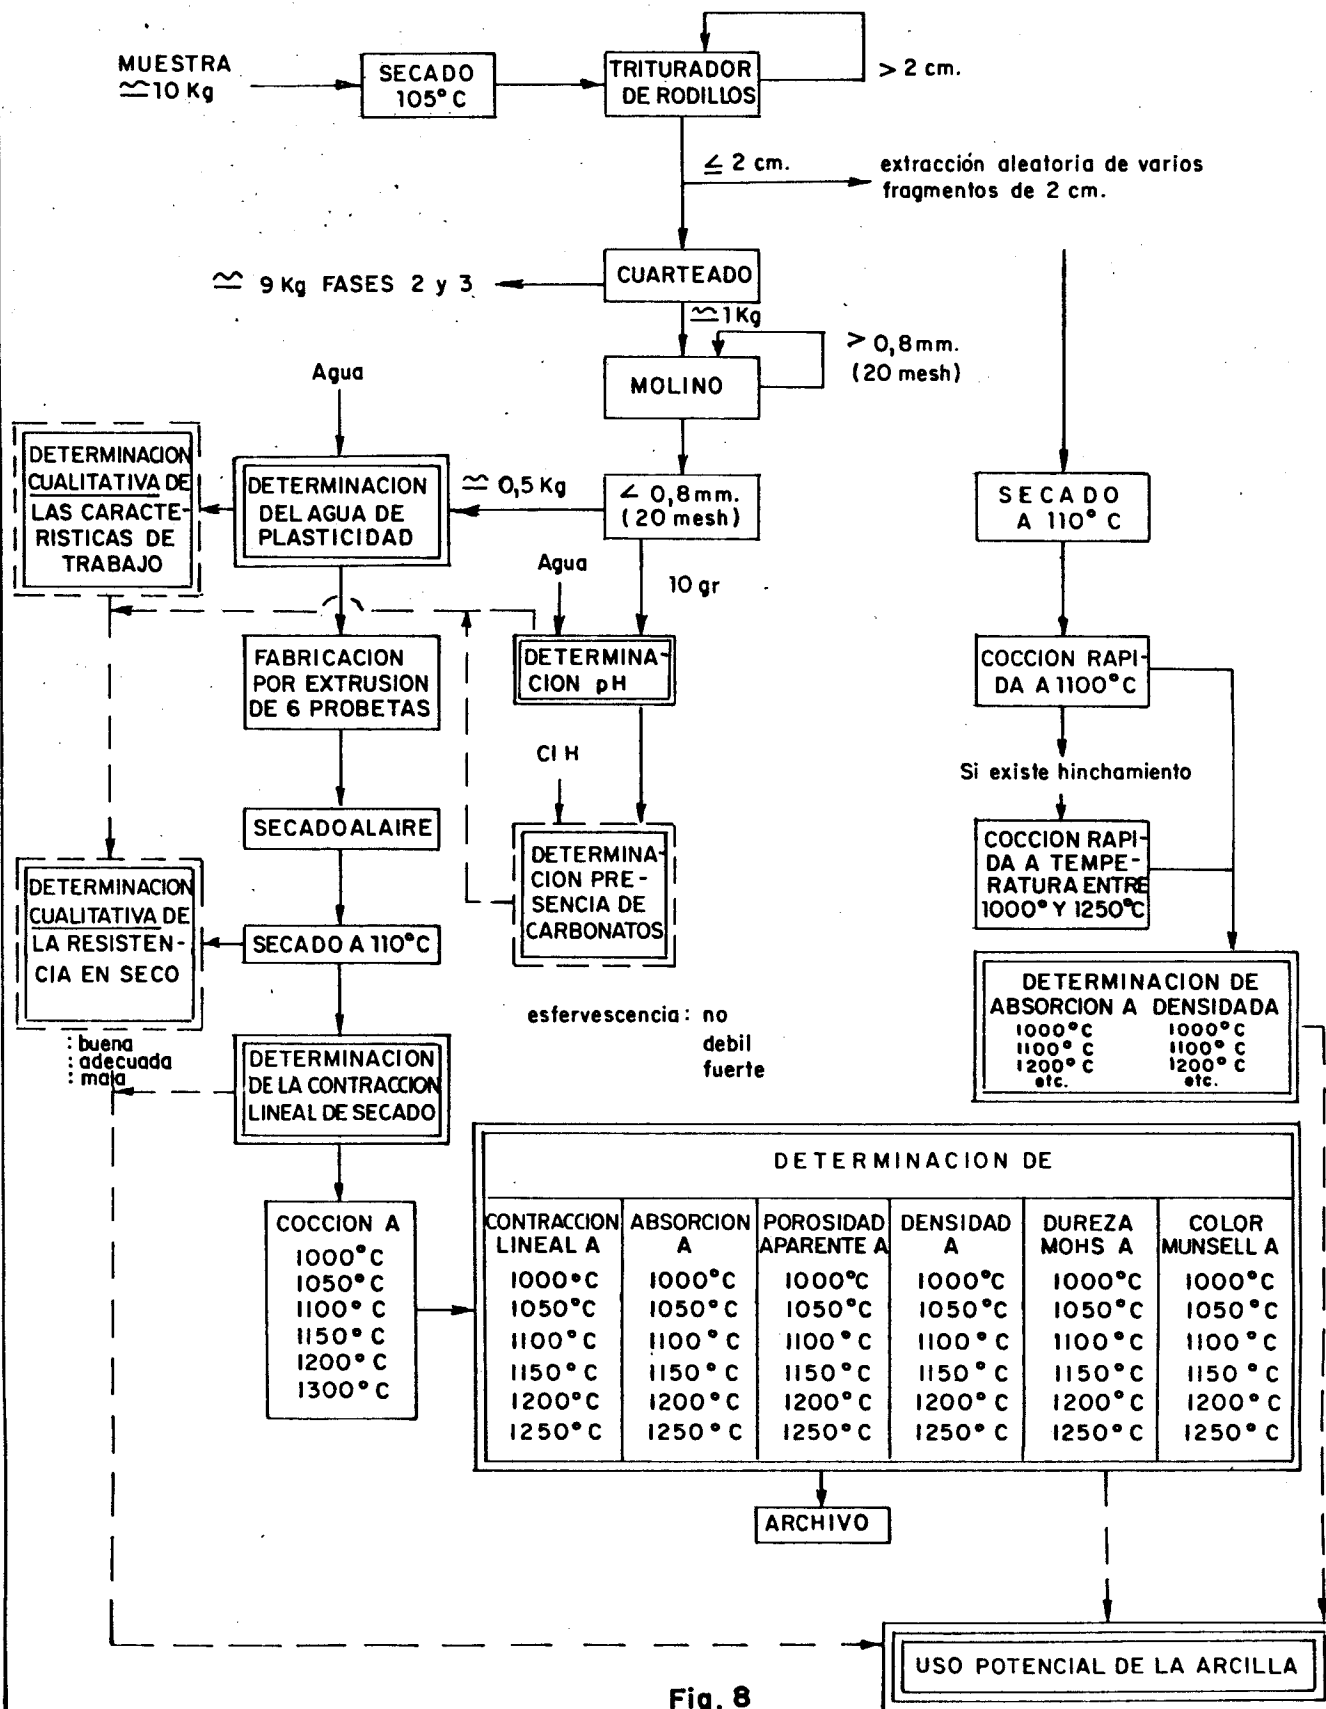 MUESTRA
≃10 Kg
SECADO
105°C
TRITURADOR
DE RODILLOS
> 2 cm.
≤ 2 cm.
extracción aleatoria de varios
fragmentos de 2 cm.
CUARTEADO
≃ 9 Kg FASES 2 y 3
≃1Kg
MOLINO
> 0,8mm.
(20 mesh)
Agua
DETERMINACION
CUALITATIVA DE
LAS CARACTE-
RISTICAS DE
TRABAJO
DETERMINACION
DEL AGUA DE
PLASTICIDAD
≃ 0,5 Kg
< 0,8mm.
(20 mesh)
SECADO
A 110°C
Agua
10 gr
DETERMINA-
CION pH
FABRICACION
POR EXTRUSION
DE 6 PROBETAS
COCCION RAPI-
DA A 1100°C
Cl H
Si existe hinchamiento
SECADO AL AIRE
DETERMINA-
CION PRE-
SENCIA DE
CARBONATOS
COCCION RAPI-
DA A TEMPE-
RATURA ENTRE
1000° Y 1250°C
DETERMINACION
CUALITATIVA DE
LA RESISTEN-
CIA EN SECO
SECADO A 110°C
: buena
: adecuada
: mala
esfervescencia: no
debil
fuerte
DETERMINACION DE
ABSORCION A DENSIDADA
1000°C 1000°C
1100°C 1100°C
1200°C 1200°C
etc. etc.
DETERMINACION
DE LA CONTRACCION
LINEAL DE SECADO
COCCION A
1000°C
1050°C
1100°C
1150°C
1200°C
1300°C
DETERMINACION DE
CONTRACCION
LINEAL A
1000°C
1050°C
1100°C
1150°C
1200°C
1250°C
ABSORCION
A
1000°C
1050°C
1100°C
1150°C
1200°C
1250°C
POROSIDAD
APARENTE A
1000°C
1050°C
1100°C
1150°C
1200°C
1250°C
DENSIDAD
A
1000°C
1050°C
1100°C
1150°C
1200°C
1250°C
DUREZA
MOHS A
1000°C
1050°C
1100°C
1150°C
1200°C
1250°C
COLOR
MUNSELL A
1000°C
1050°C
1100°C
1150°C
1200°C
1250°C
ARCHIVO
USO POTENCIAL DE LA ARCILLA
Fig. 8